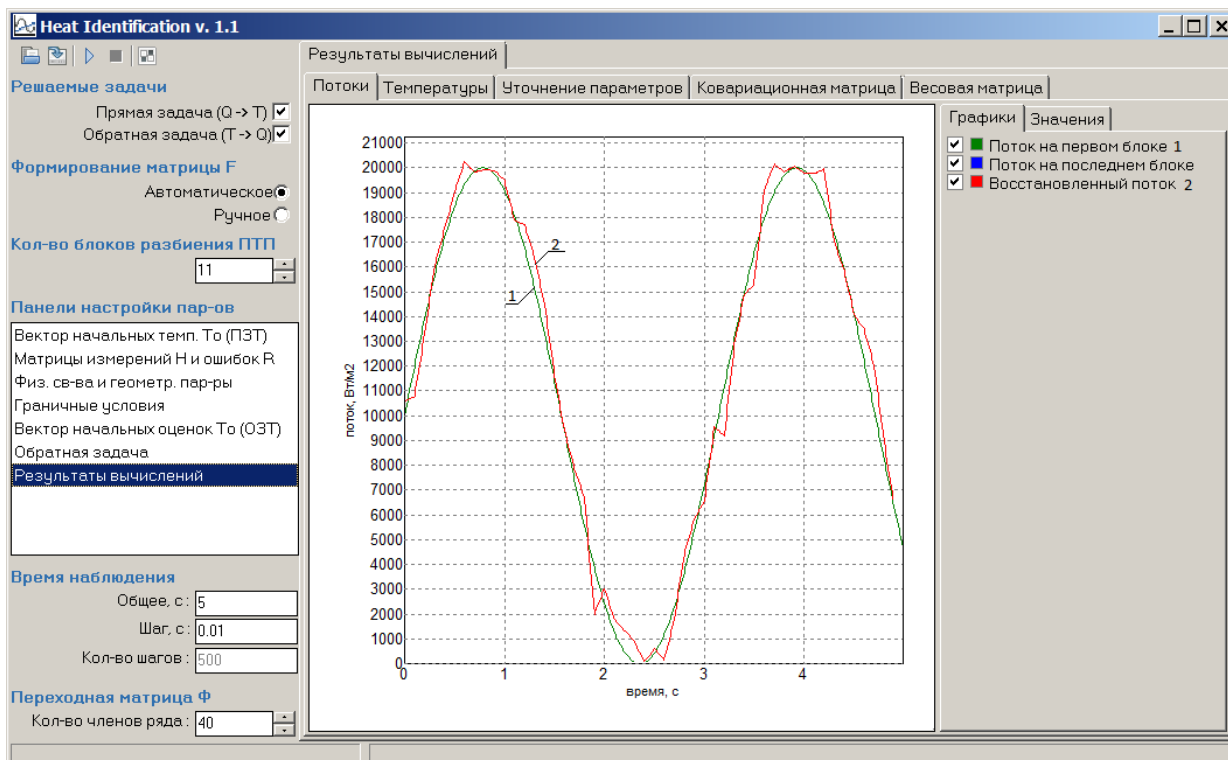 Heat Identification v. 1.1
Решаемые задачи
Прямая задача (Q -> T)
Обратная задача (T -> Q)
Формирование матрицы F
Автоматическое
Ручное
Кол-во блоков разбиения ПТП
11
Панели настройки пар-ов
Вектор начальных темп. То (ПЗТ)
Матрицы измерений H и ошибок R
Физ. св-ва и геометр. пар-ры
Граничные условия
Вектор начальных оценок То (ОЗТ)
Обратная задача
Результаты вычислений
Время наблюдения
Общее, с : 5
Шаг, с : 0.01
Кол-во шагов : 500
Переходная матрица Ф
Кол-во членов ряда : 40
Результаты вычислений
Потоки Температуры Уточнение параметров Ковариационная матрица Весовая матрица
21000
20000
19000
18000
17000
16000
15000
14000
13000
12000
11000
10000
9000
8000
7000
6000
5000
4000
3000
2000
1000
0
поток, Вт/м2
2
1
0 1 2 3 4
время, с
Графики Значения
Поток на первом блоке 1
Поток на последнем блоке
Восстановленный поток 2